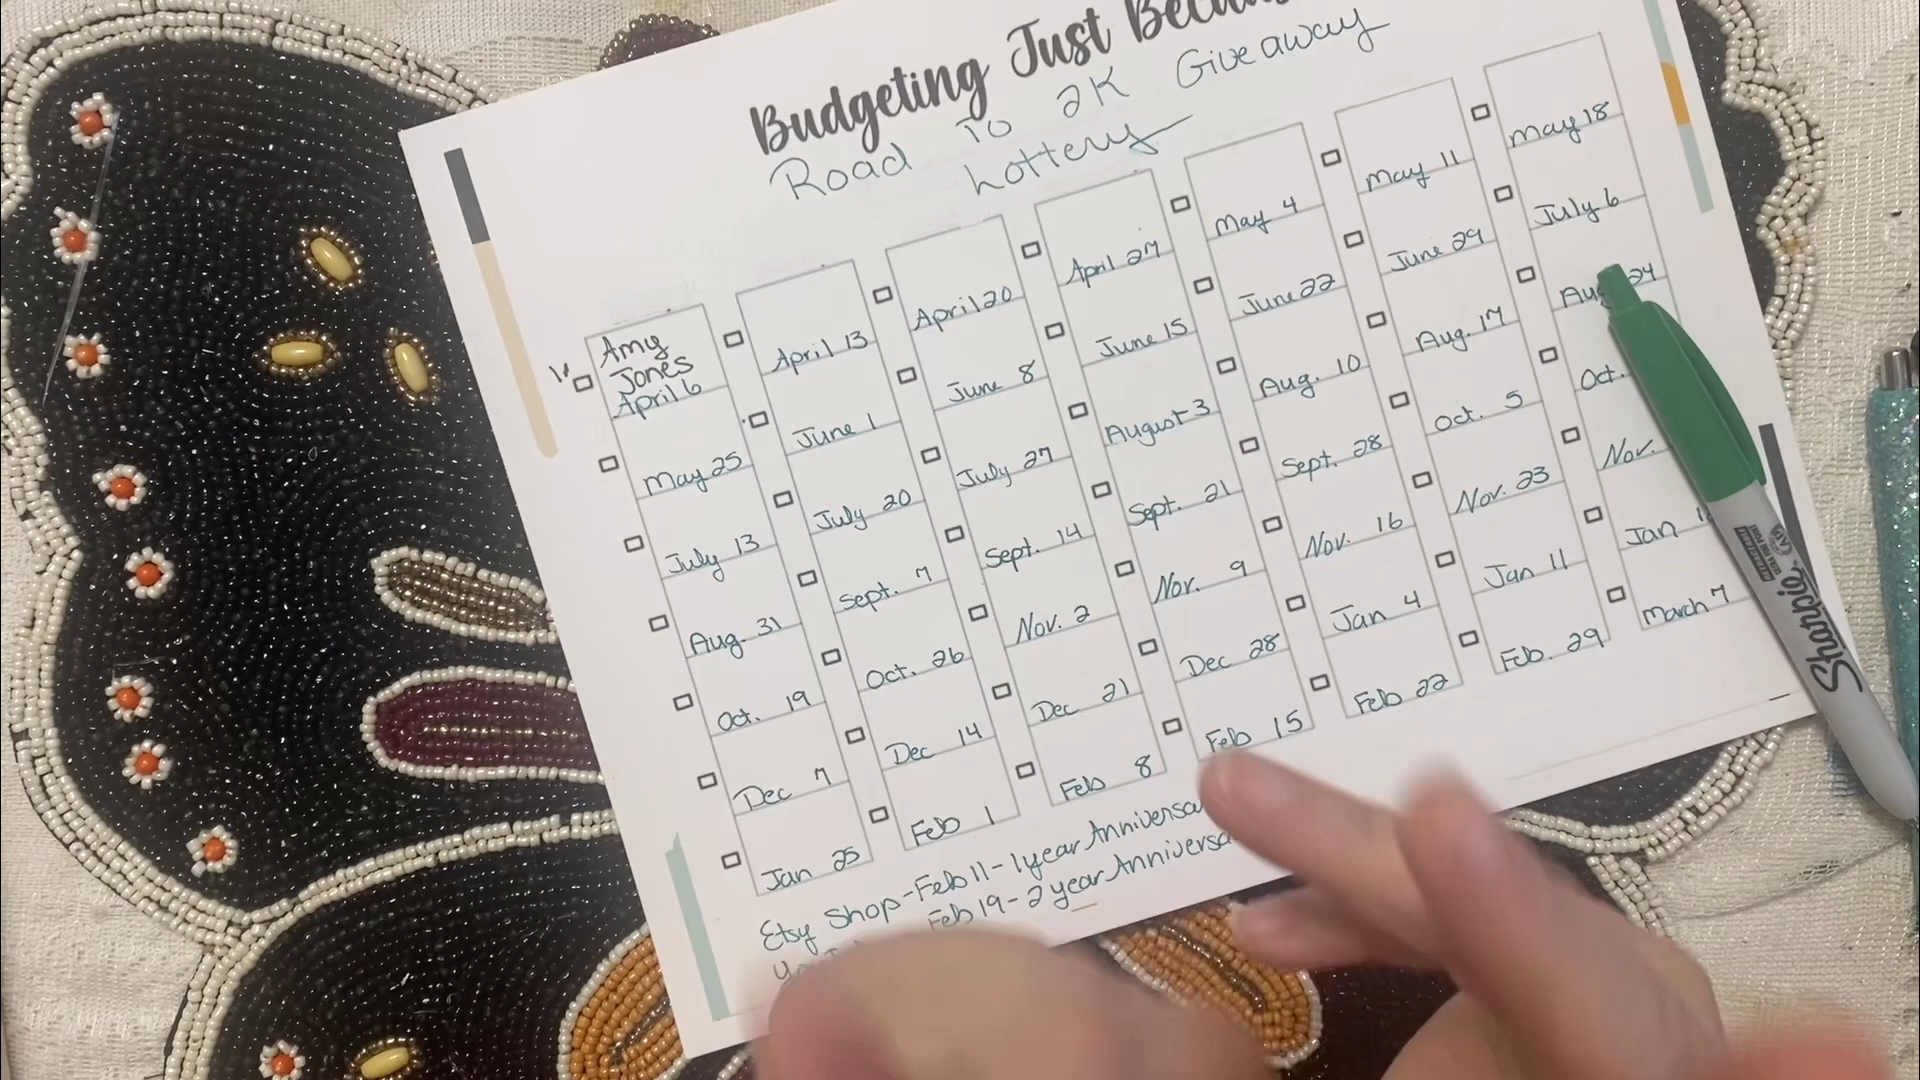 Budgeting Just
Road To 2K Giveaway
Lottery
Amy
Jones
April 6 April 13 April 20 April 27 May 4 May 11 May 18
May 25 June 1 June 8 June 15 June 22 June 29 July 6
July 13 July 20 July 27 August 3 Aug. 10 Aug. 17 24
Aug. 31 Sept. 7 Sept. 14 Sept. 21 Sept. 28 Oct. 5 Oct.
Oct. 19 Oct. 26 Nov. 2 Nov. 9 Nov. 16 Nov. 23 Nov.
Dec 7 Dec 14 Dec 21 Dec 28 Jan 4 Jan 11 Jan
Jan 25 Feb 1 Feb 8 Feb 15 Feb 22 Feb. 29 March 7
Etsy Shop - Feb 11 - 1 year
Feb 19 - 2 year
Sharpie